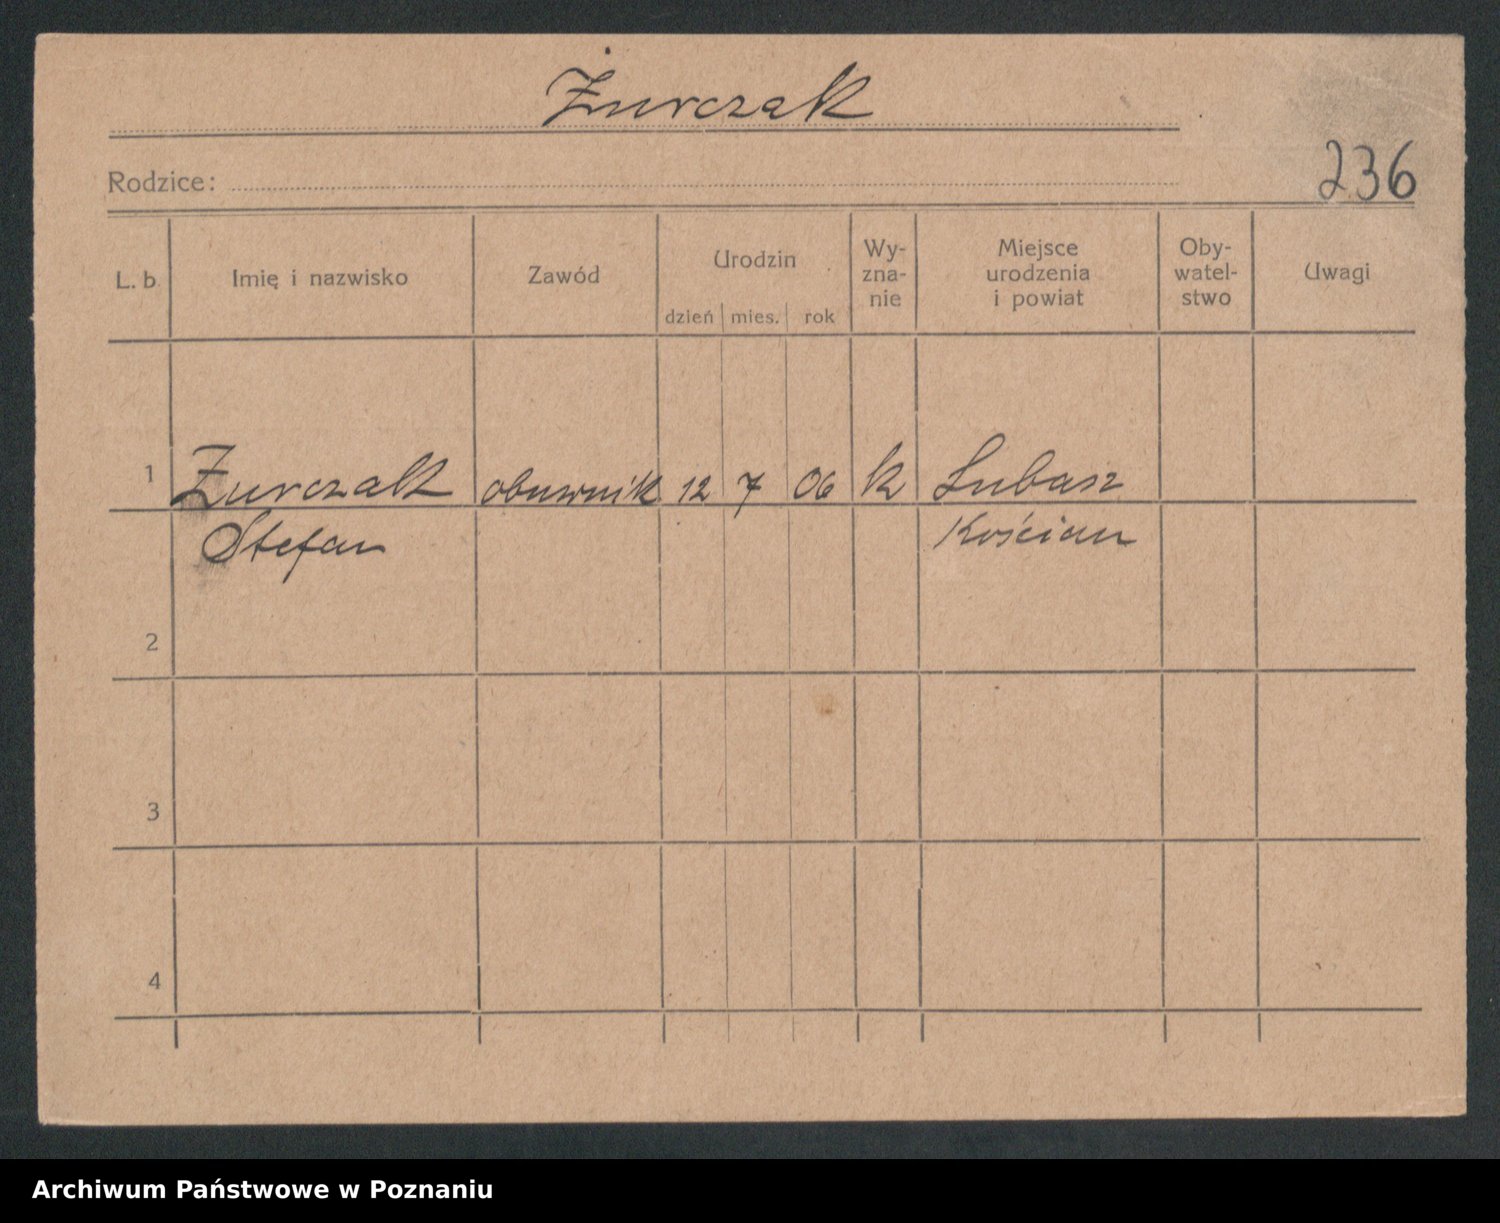 Żurczak
Rodzice:
236
L. b
Imię i nazwisko
Zawód
Urodzin
dzień mies. rok
Wy-
zna-
nie
Miejsce
urodzenia
i powiat
Oby-
watel-
stwo
Uwagi
1 Żurczak obuwnik 12 7 06 k Lubasz
Stefan Kościan
2
3
4
Archiwum Państwowe w Poznaniu